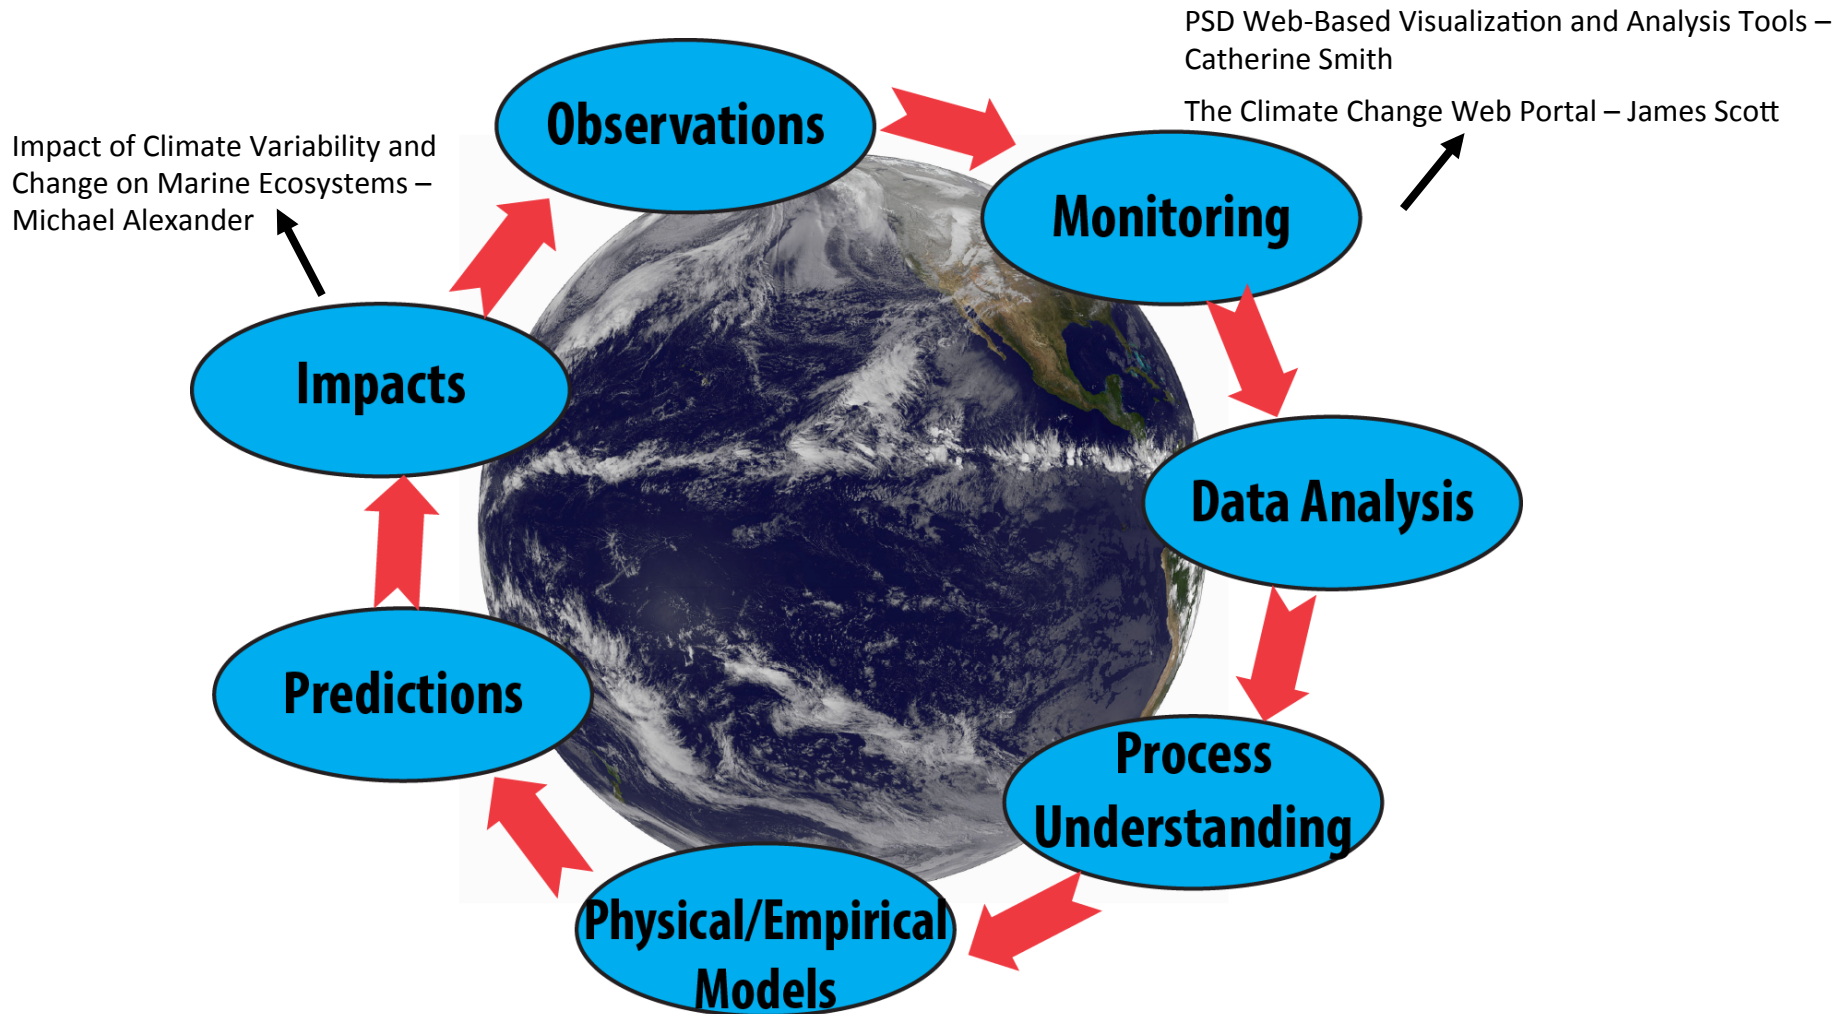 PSD Web-Based Visualization and Analysis Tools –
Catherine Smith
The Climate Change Web Portal – James Scott
Impact of Climate Variability and
Change on Marine Ecosystems –
Michael Alexander
Observations
Monitoring
Data Analysis
Process
Understanding
Physical/Empirical
Models
Predictions
Impacts